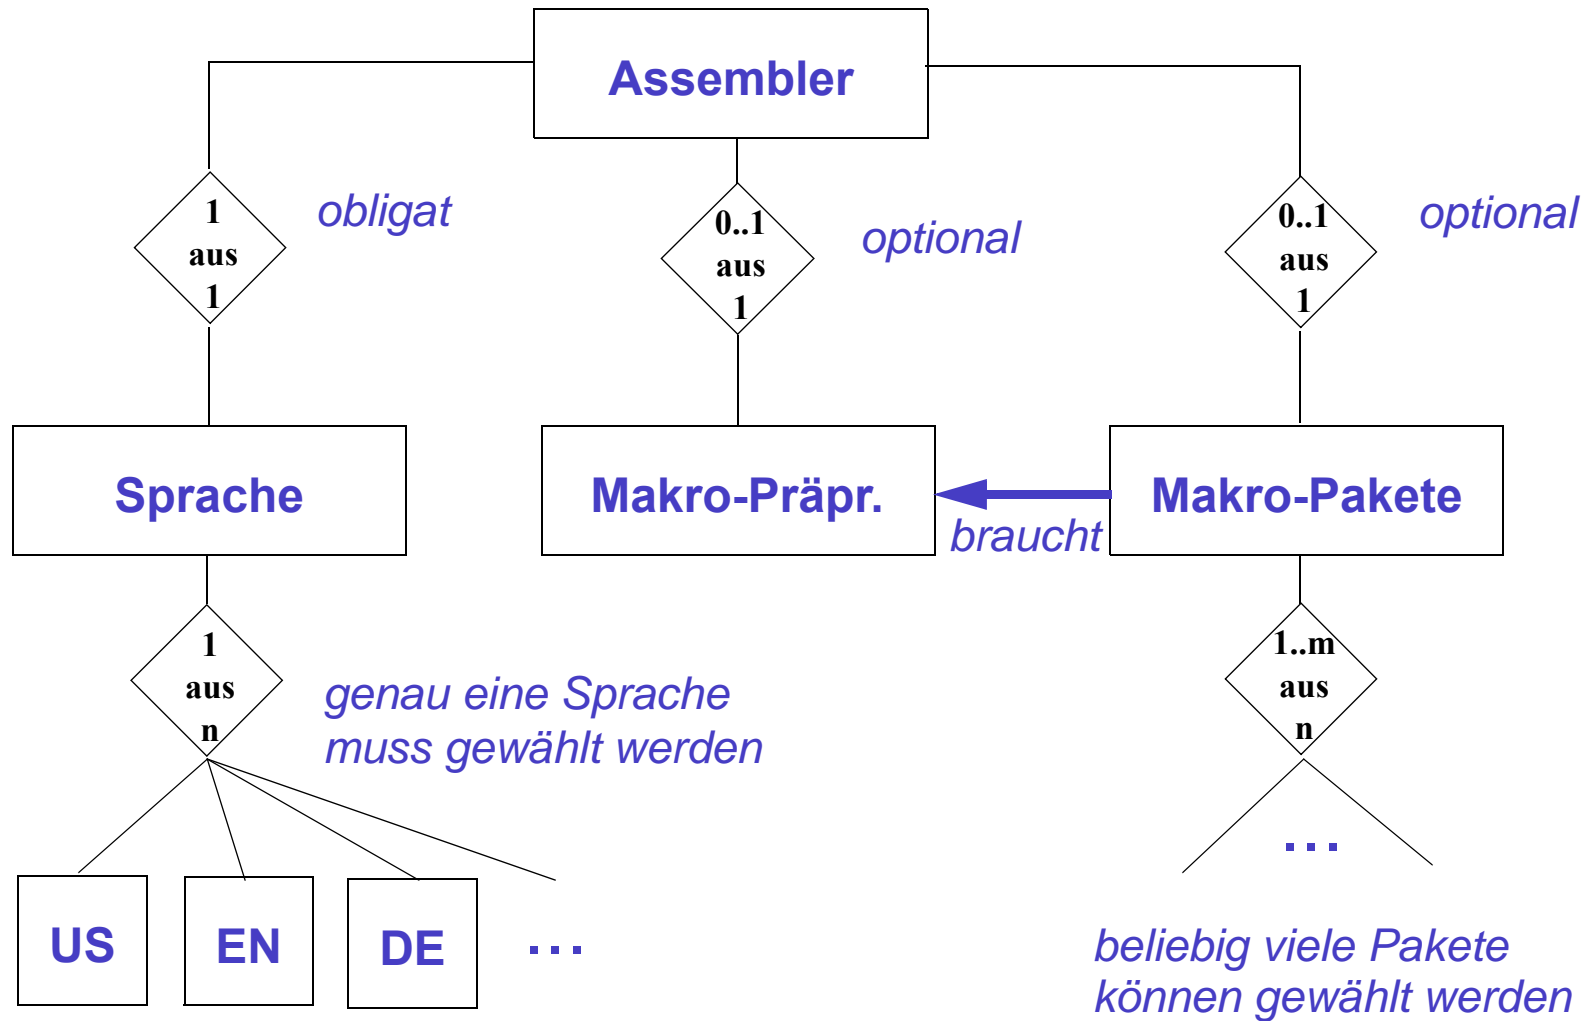 Assembler
1
aus
1
obligat
0..1
aus
1
optional
0..1
aus
1
optional
Sprache
Makro-Präpr.
braucht
Makro-Pakete
1
aus
n
genau eine Sprache
muss gewählt werden
1..m
aus
n
US
EN
DE
...
...
beliebig viele Pakete
können gewählt werden